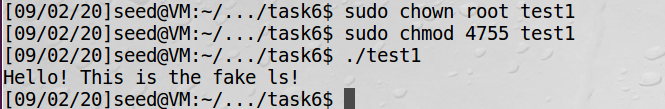 [09/02/20]seed@VM:~/.../task6$ sudo chown root test1
[09/02/20]seed@VM:~/.../task6$ sudo chmod 4755 test1
[09/02/20]seed@VM:~/.../task6$ ./test1
Hello! This is the fake ls!
[09/02/20]seed@VM:~/.../task6$